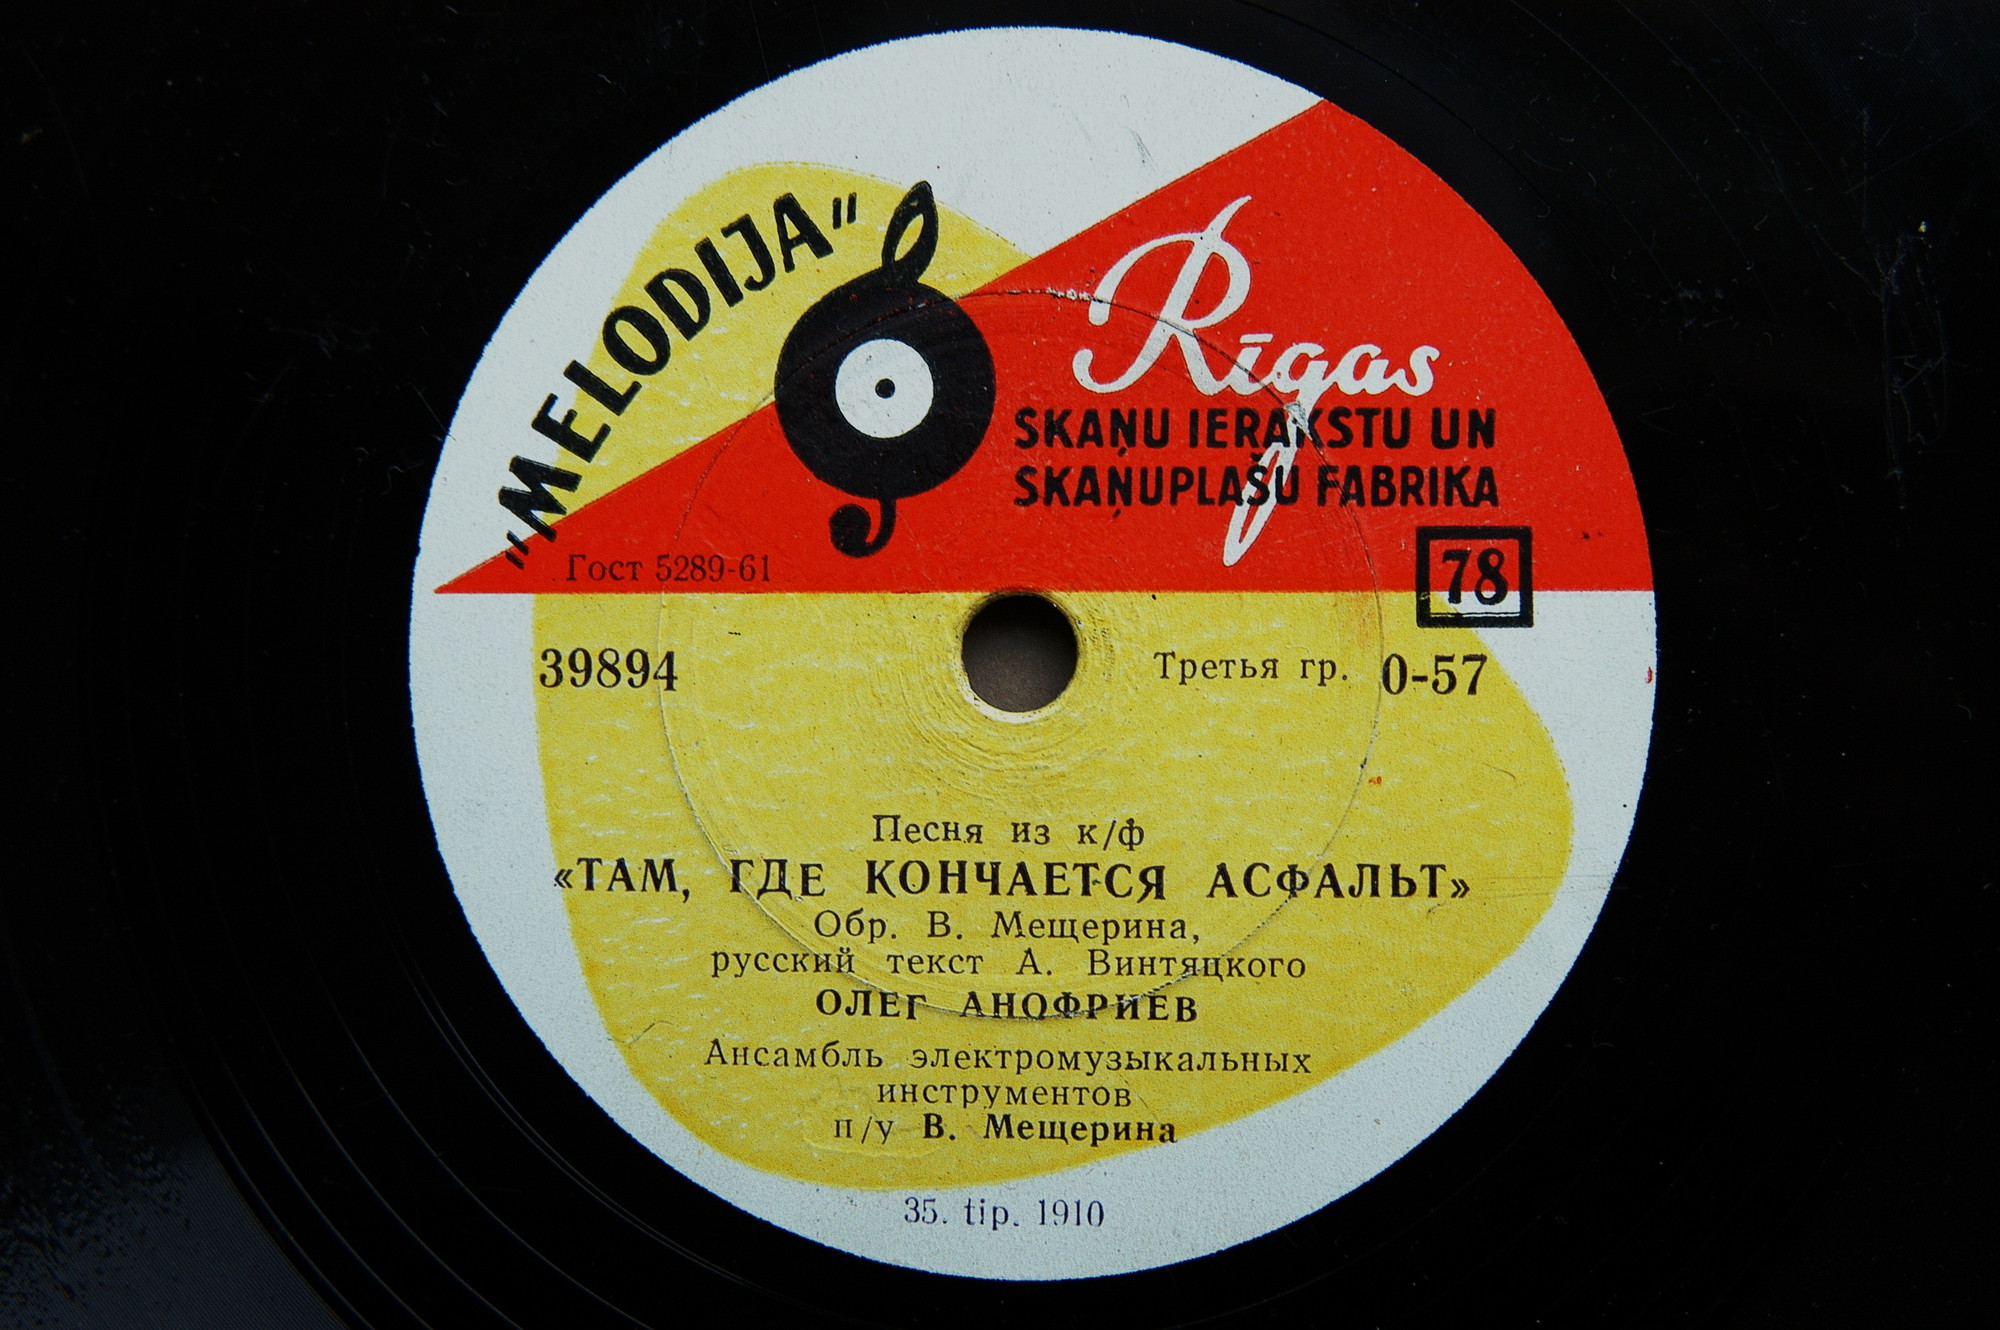 "MELODIJA"
Rīgas
SKAŅU IERAKSTU UN
SKAŅUPLAŠU FABRIKA
Гост 5289-61
78
39894
Третья гр. 0-57
Песня из к/ф
«ТАМ, ГДЕ КОНЧАЕТСЯ АСФАЛЬТ»
Обр. В. Мещерина,
русский текст А. Винтяцкого
ОЛЕГ АНОФРИЕВ
Ансамбль электромузыкальных
инструментов
п/у В. Мещерина
35. tip. 1910